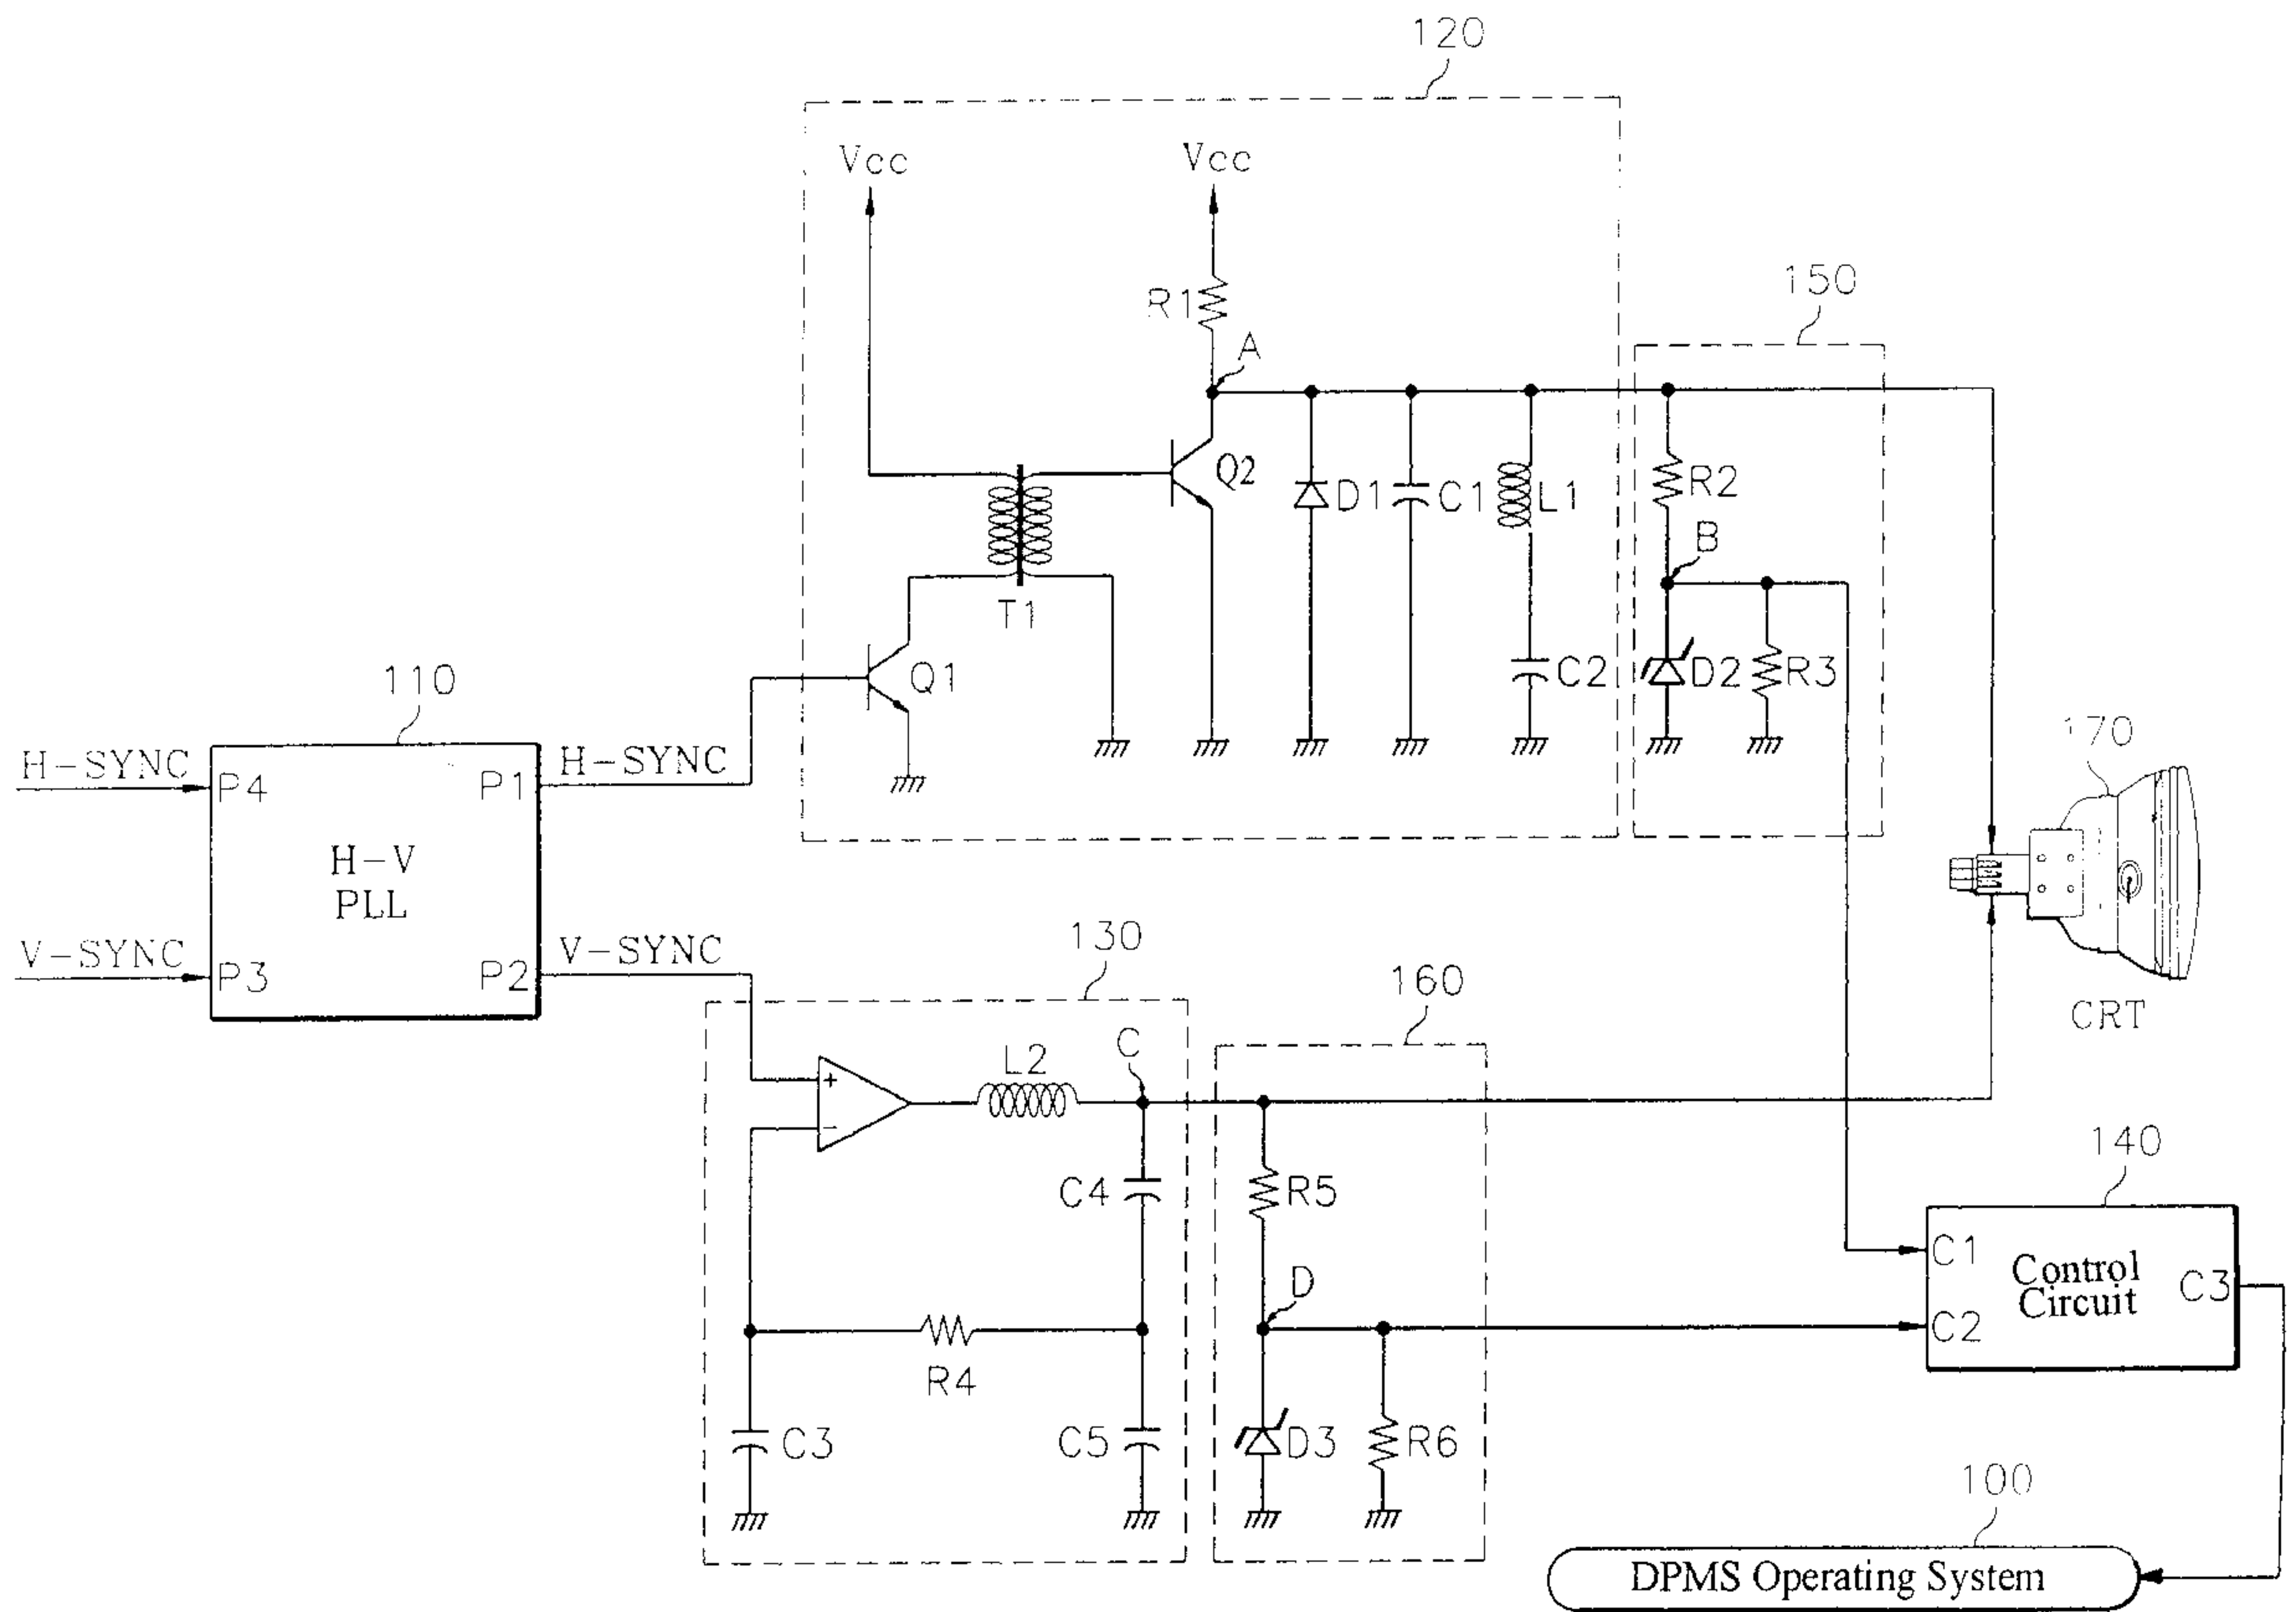 120
Vcc
Vcc
R1
A
150
Q2
D1
C1
L1
R2
B
T1
C2
D2
R3
Q1
110
H-SYNC
P4
P1
H-SYNC
H-V
PLL
V-SYNC
P3
P2
V-SYNC
170
CRT
130
160
C
L2
+
-
C4
R5
140
C1
Control
Circuit
C2
C3
D
R4
C3
C5
D3
R6
100
DPMS Operating System